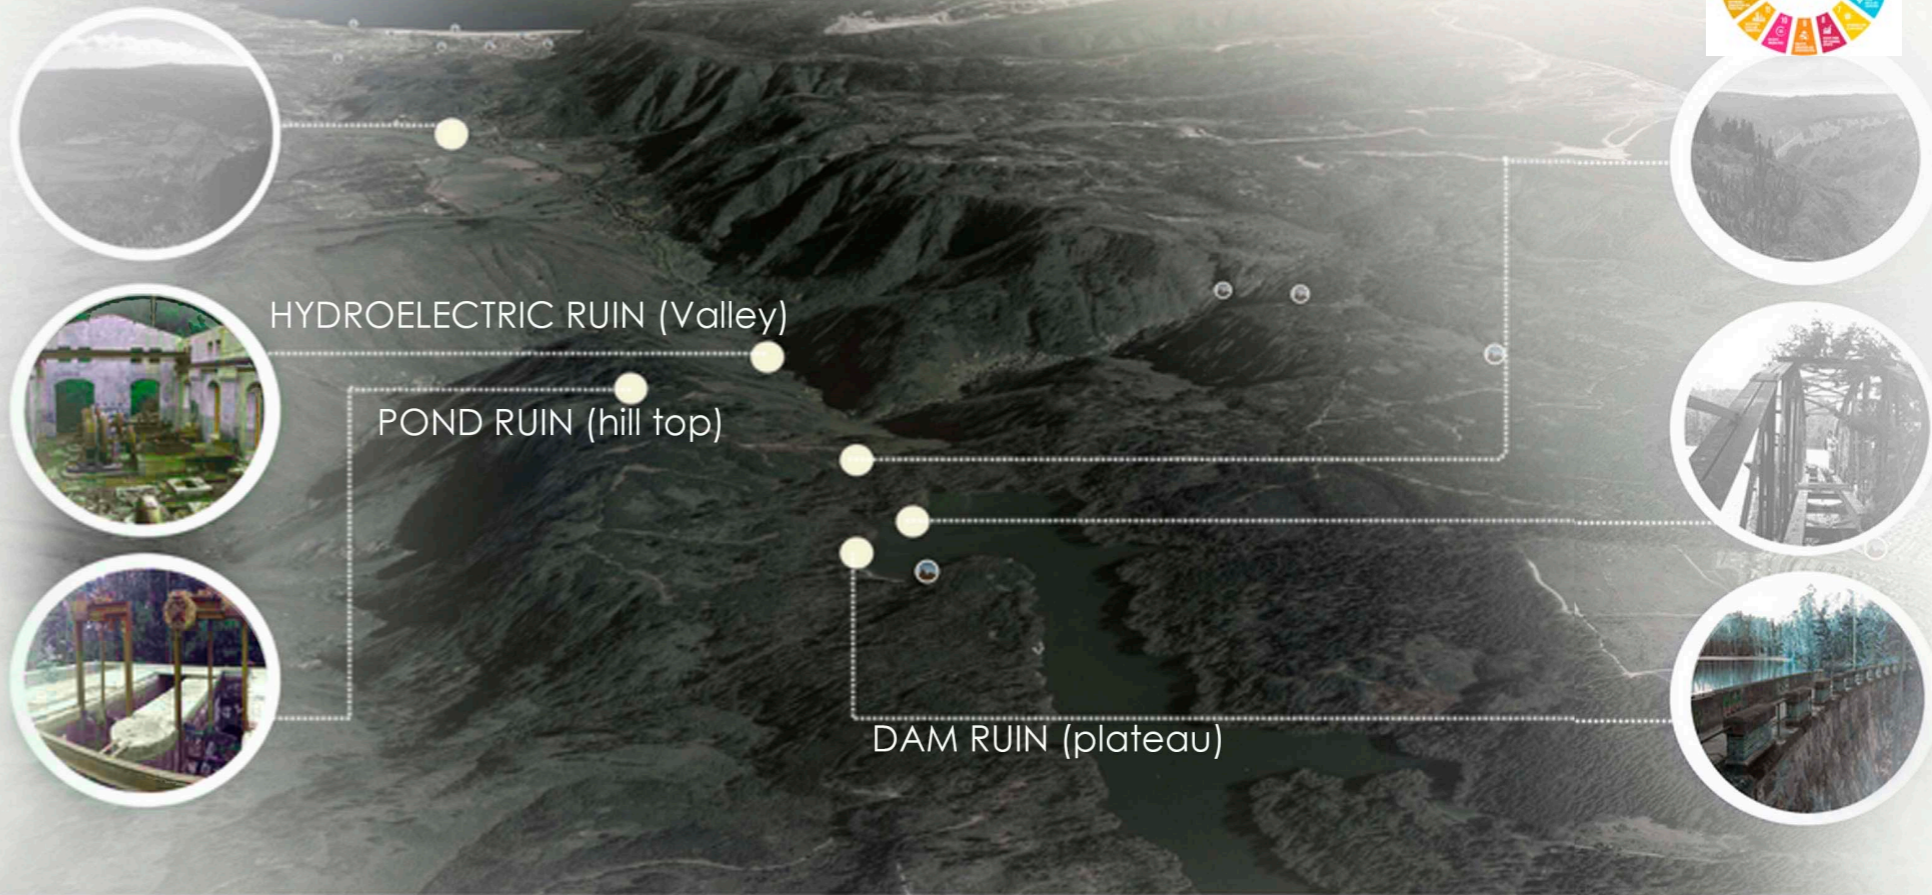 HYDROELECTRIC RUIN (Valley)
POND RUIN (hill top)
DAM RUIN (plateau)